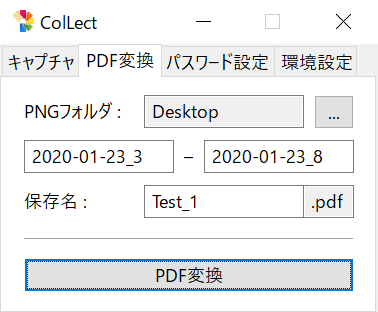 ColLect
キャプチャ PDF変換 パスワード設定 環境設定
PNGフォルダ : Desktop ...
2020-01-23_3 – 2020-01-23_8
保存名 : Test_1 .pdf
PDF変換